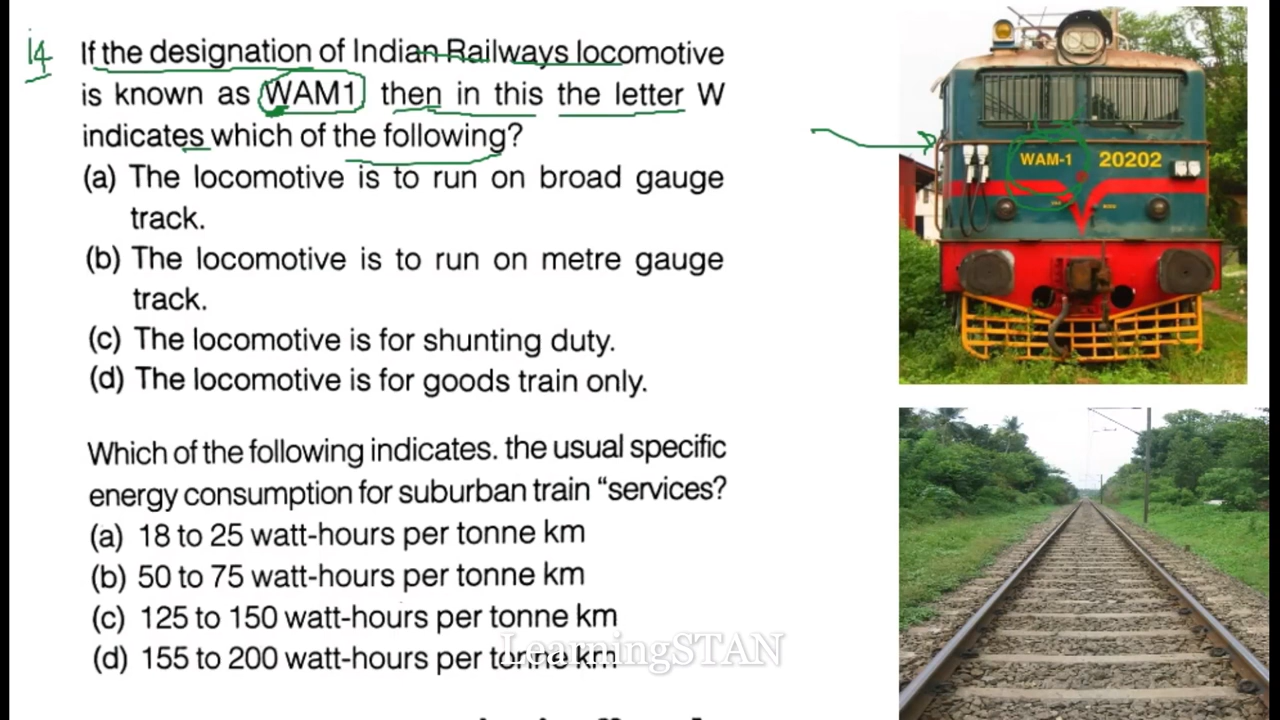 14
If the designation of Indian Railways locomotive
is known as WAM1 then in this the letter W
indicates which of the following?
(a) The locomotive is to run on broad gauge
track.
(b) The locomotive is to run on metre gauge
track.
(c) The locomotive is for shunting duty.
(d) The locomotive is for goods train only.
Which of the following indicates. the usual specific
energy consumption for suburban train “services?
(a) 18 to 25 watt-hours per tonne km
(b) 50 to 75 watt-hours per tonne km
(c) 125 to 150 watt-hours per tonne km
(d) 155 to 200 watt-hours per tonne km
LearningSTAN
WAM-1 20202